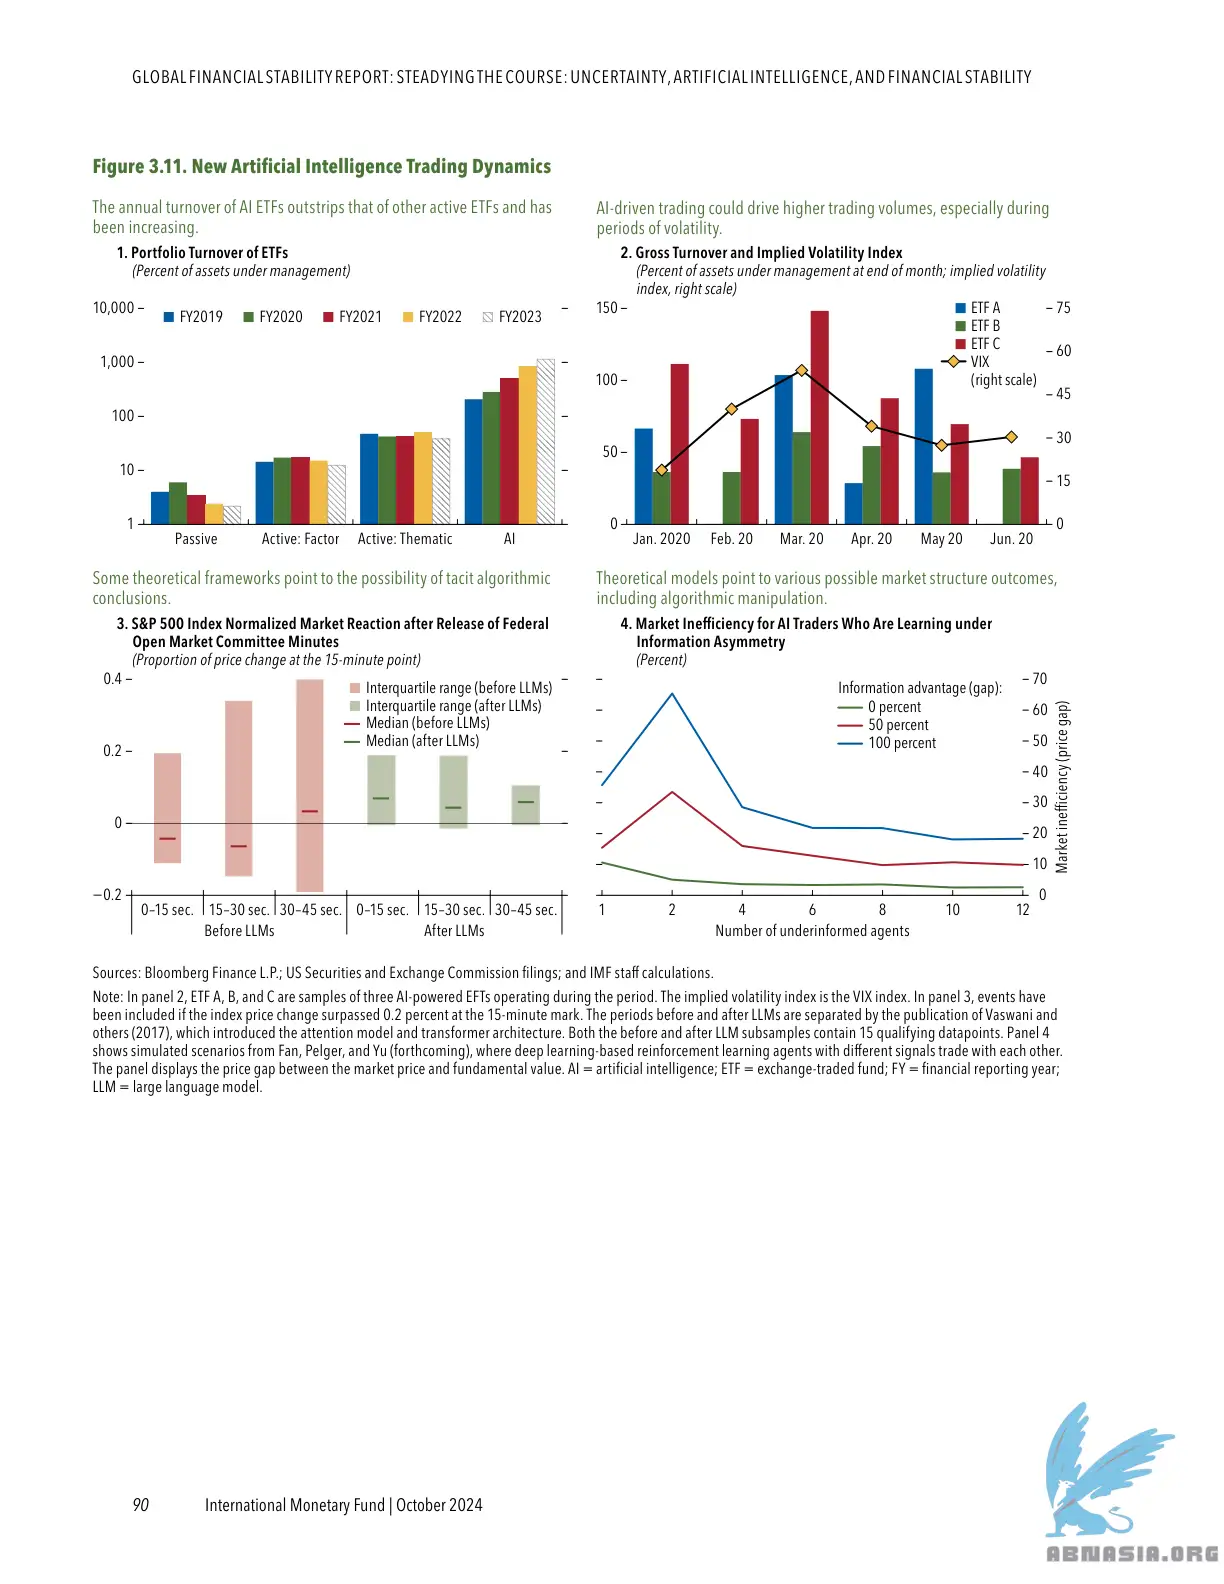 GLOBAL FINANCIAL STABILITY REPORT: STEADYING THE COURSE: UNCERTAINTY, ARTIFICIAL INTELLIGENCE, AND FINANCIAL STABILITY
Figure 3.11. New Artificial Intelligence Trading Dynamics
The annual turnover of AI ETFs outstrips that of other active ETFs and has
been increasing.
1. Portfolio Turnover of ETFs
(Percent of assets under management)
10,000
1,000
100
10
1
FY2019 FY2020 FY2021 FY2022 FY2023
Passive Active: Factor Active: Thematic AI
AI-driven trading could drive higher trading volumes, especially during
periods of volatility.
2. Gross Turnover and Implied Volatility Index
(Percent of assets under management at end of month; implied volatility
index, right scale)
150
100
50
0
ETF A
ETF B
ETF C
VIX
(right scale)
75
60
45
30
15
0
Jan. 2020 Feb. 20 Mar. 20 Apr. 20 May 20 Jun. 20
Some theoretical frameworks point to the possibility of tacit algorithmic
conclusions.
3. S&P 500 Index Normalized Market Reaction after Release of Federal
Open Market Committee Minutes
(Proportion of price change at the 15-minute point)
0.4
0.2
0
−0.2
Interquartile range (before LLMs)
Interquartile range (after LLMs)
Median (before LLMs)
Median (after LLMs)
0–15 sec. 15–30 sec. 30–45 sec. 0–15 sec. 15–30 sec. 30–45 sec.
Before LLMs After LLMs
Theoretical models point to various possible market structure outcomes,
including algorithmic manipulation.
4. Market Inefficiency for AI Traders Who Are Learning under
Information Asymmetry
(Percent)
Information advantage (gap):
0 percent
50 percent
100 percent
70
60
50
40
30
20
10
0
Market inefficiency (price gap)
1 2 4 6 8 10 12
Number of underinformed agents
Sources: Bloomberg Finance L.P.; US Securities and Exchange Commission filings; and IMF staff calculations.
Note: In panel 2, ETF A, B, and C are samples of three AI-powered EFTs operating during the period. The implied volatility index is the VIX index. In panel 3, events have
been included if the index price change surpassed 0.2 percent at the 15-minute mark. The periods before and after LLMs are separated by the publication of Vaswani and
others (2017), which introduced the attention model and transformer architecture. Both the before and after LLM subsamples contain 15 qualifying datapoints. Panel 4
shows simulated scenarios from Fan, Pelger, and Yu (forthcoming), where deep learning-based reinforcement learning agents with different signals trade with each other.
The panel displays the price gap between the market price and fundamental value. AI = artificial intelligence; ETF = exchange-traded fund; FY = financial reporting year;
LLM = large language model.
90 International Monetary Fund | October 2024
ABNASIA.ORG